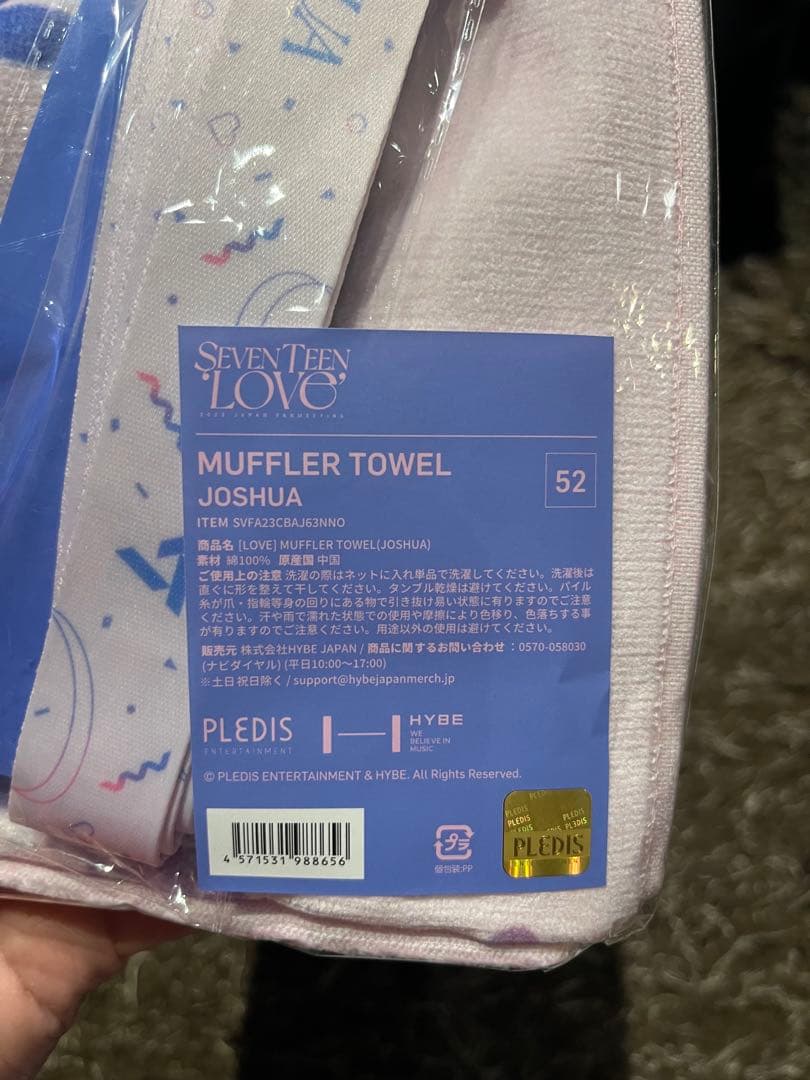 UA
SEVENTEEN
'LOVE'
2023 JAPAN FANMEETING
MUFFLER TOWEL
52
JOSHUA
ITEM SVFA23CBAJ63NNO
商品名 [LOVE] MUFFLER TOWEL(JOSHUA)
素材 綿100% 原産国 中国
ご使用上の注意 洗濯の際はネットに入れ単品で洗濯してください。洗濯後は
直ぐに形を整えて干してください。タンブル乾燥は避けてください。パイル
糸が爪・指輪等身の回りにある物で引き抜け易い状態に有りますのでご注意
ください。汗や雨で濡れた状態での使用や摩擦により色移り、色落ちする事
が有りますのでご注意ください。用途以外の使用は避けてください。
販売元 株式会社HYBE JAPAN / 商品に関するお問い合わせ：0570-058030
(ナビダイヤル) (平日10:00〜17:00)
※土日 祝日除く / support@hybejapanmerch.jp
PLEDIS
ENTERTAINMENT
HYBE
WE
BELIEVE IN
MUSIC
© PLEDIS ENTERTAINMENT & HYBE. All Rights Reserved.
4 571531 988656
プラ
個包装:PP
PLEDIS
PLEDIS
PLEDIS
PLEDIS